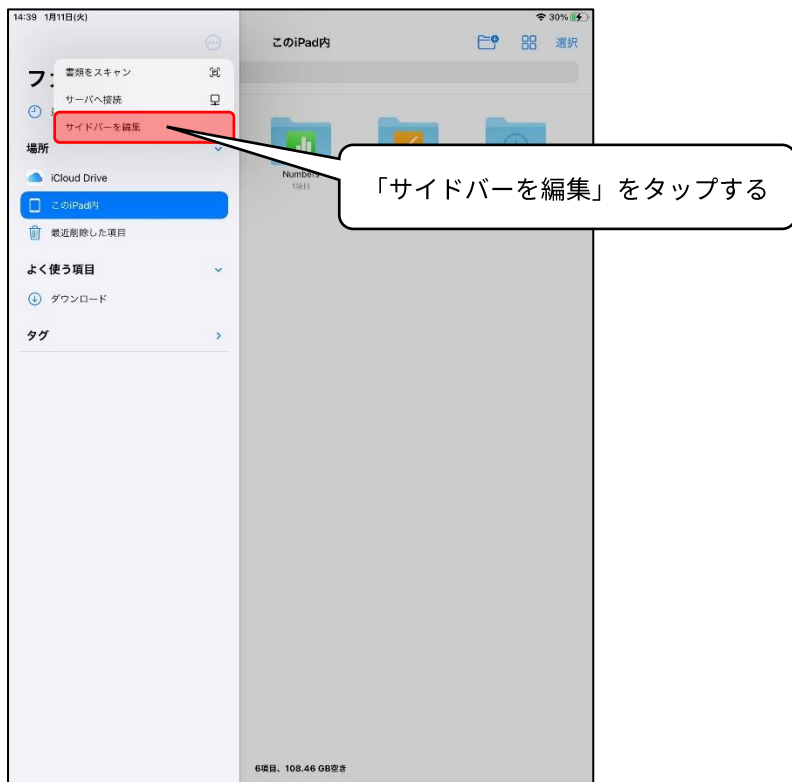 14:39 1月11日(火)
30%
このiPad内
選択
書類をスキャン
サーバへ接続
サイドバーを編集
場所
iCloud Drive
このiPad内
最近削除した項目
よく使う項目
ダウンロード
タグ
Numbers
1項目
「サイドバーを編集」をタップする
6項目、108.46 GB空き